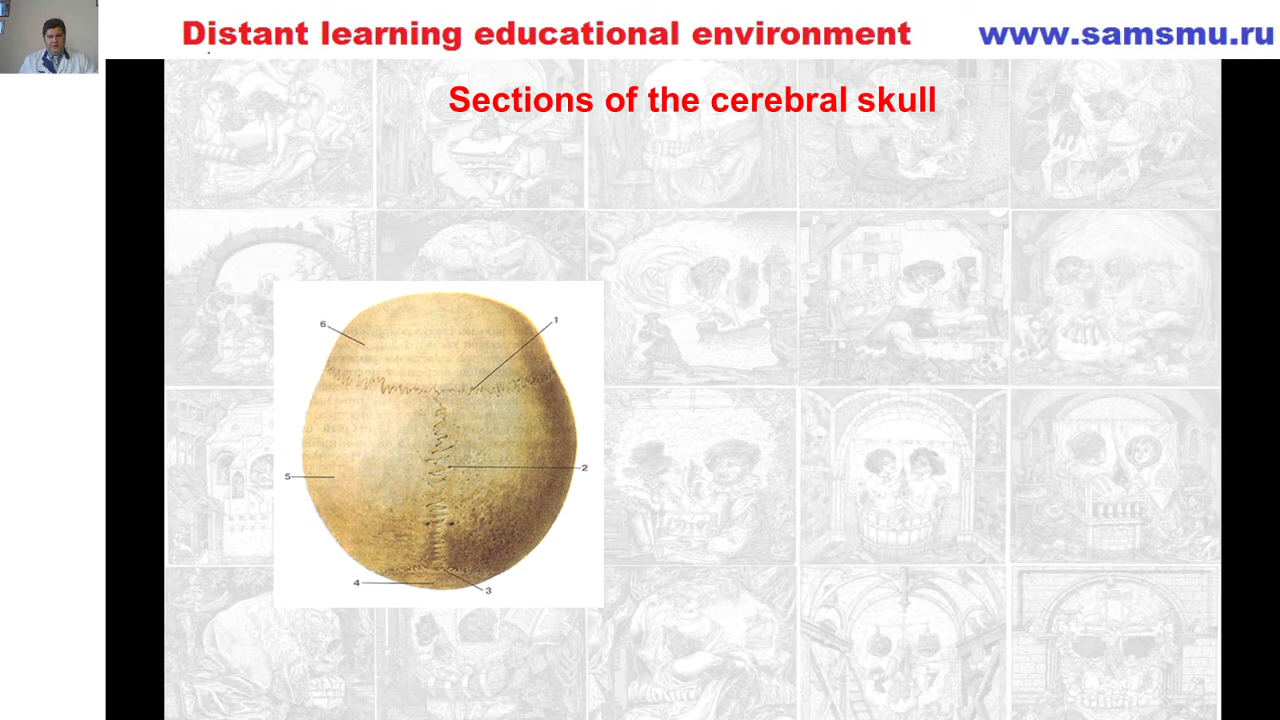 Distant learning educational environment
www.samsmu.ru
Sections of the cerebral skull
6
1
5
2
4
3